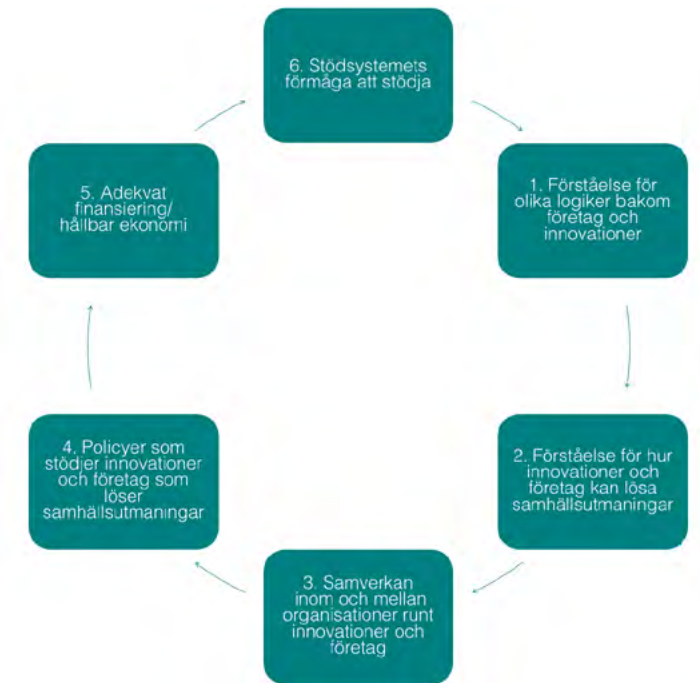 6. Stödsystemets
förmåga att stödja
1. Förståelse för
olika logiker bakom
företag och
innovationer
2. Förståelse för hur
innovationer och
företag kan lösa
samhällsutmaningar
3. Samverkan
inom och mellan
organisationer runt
innovationer och
företag
4. Policyer som
stödjer innovationer
och företag som
löser
samhällsutmaningar
5. Adekvat
finansiering/
hållbar ekonomi